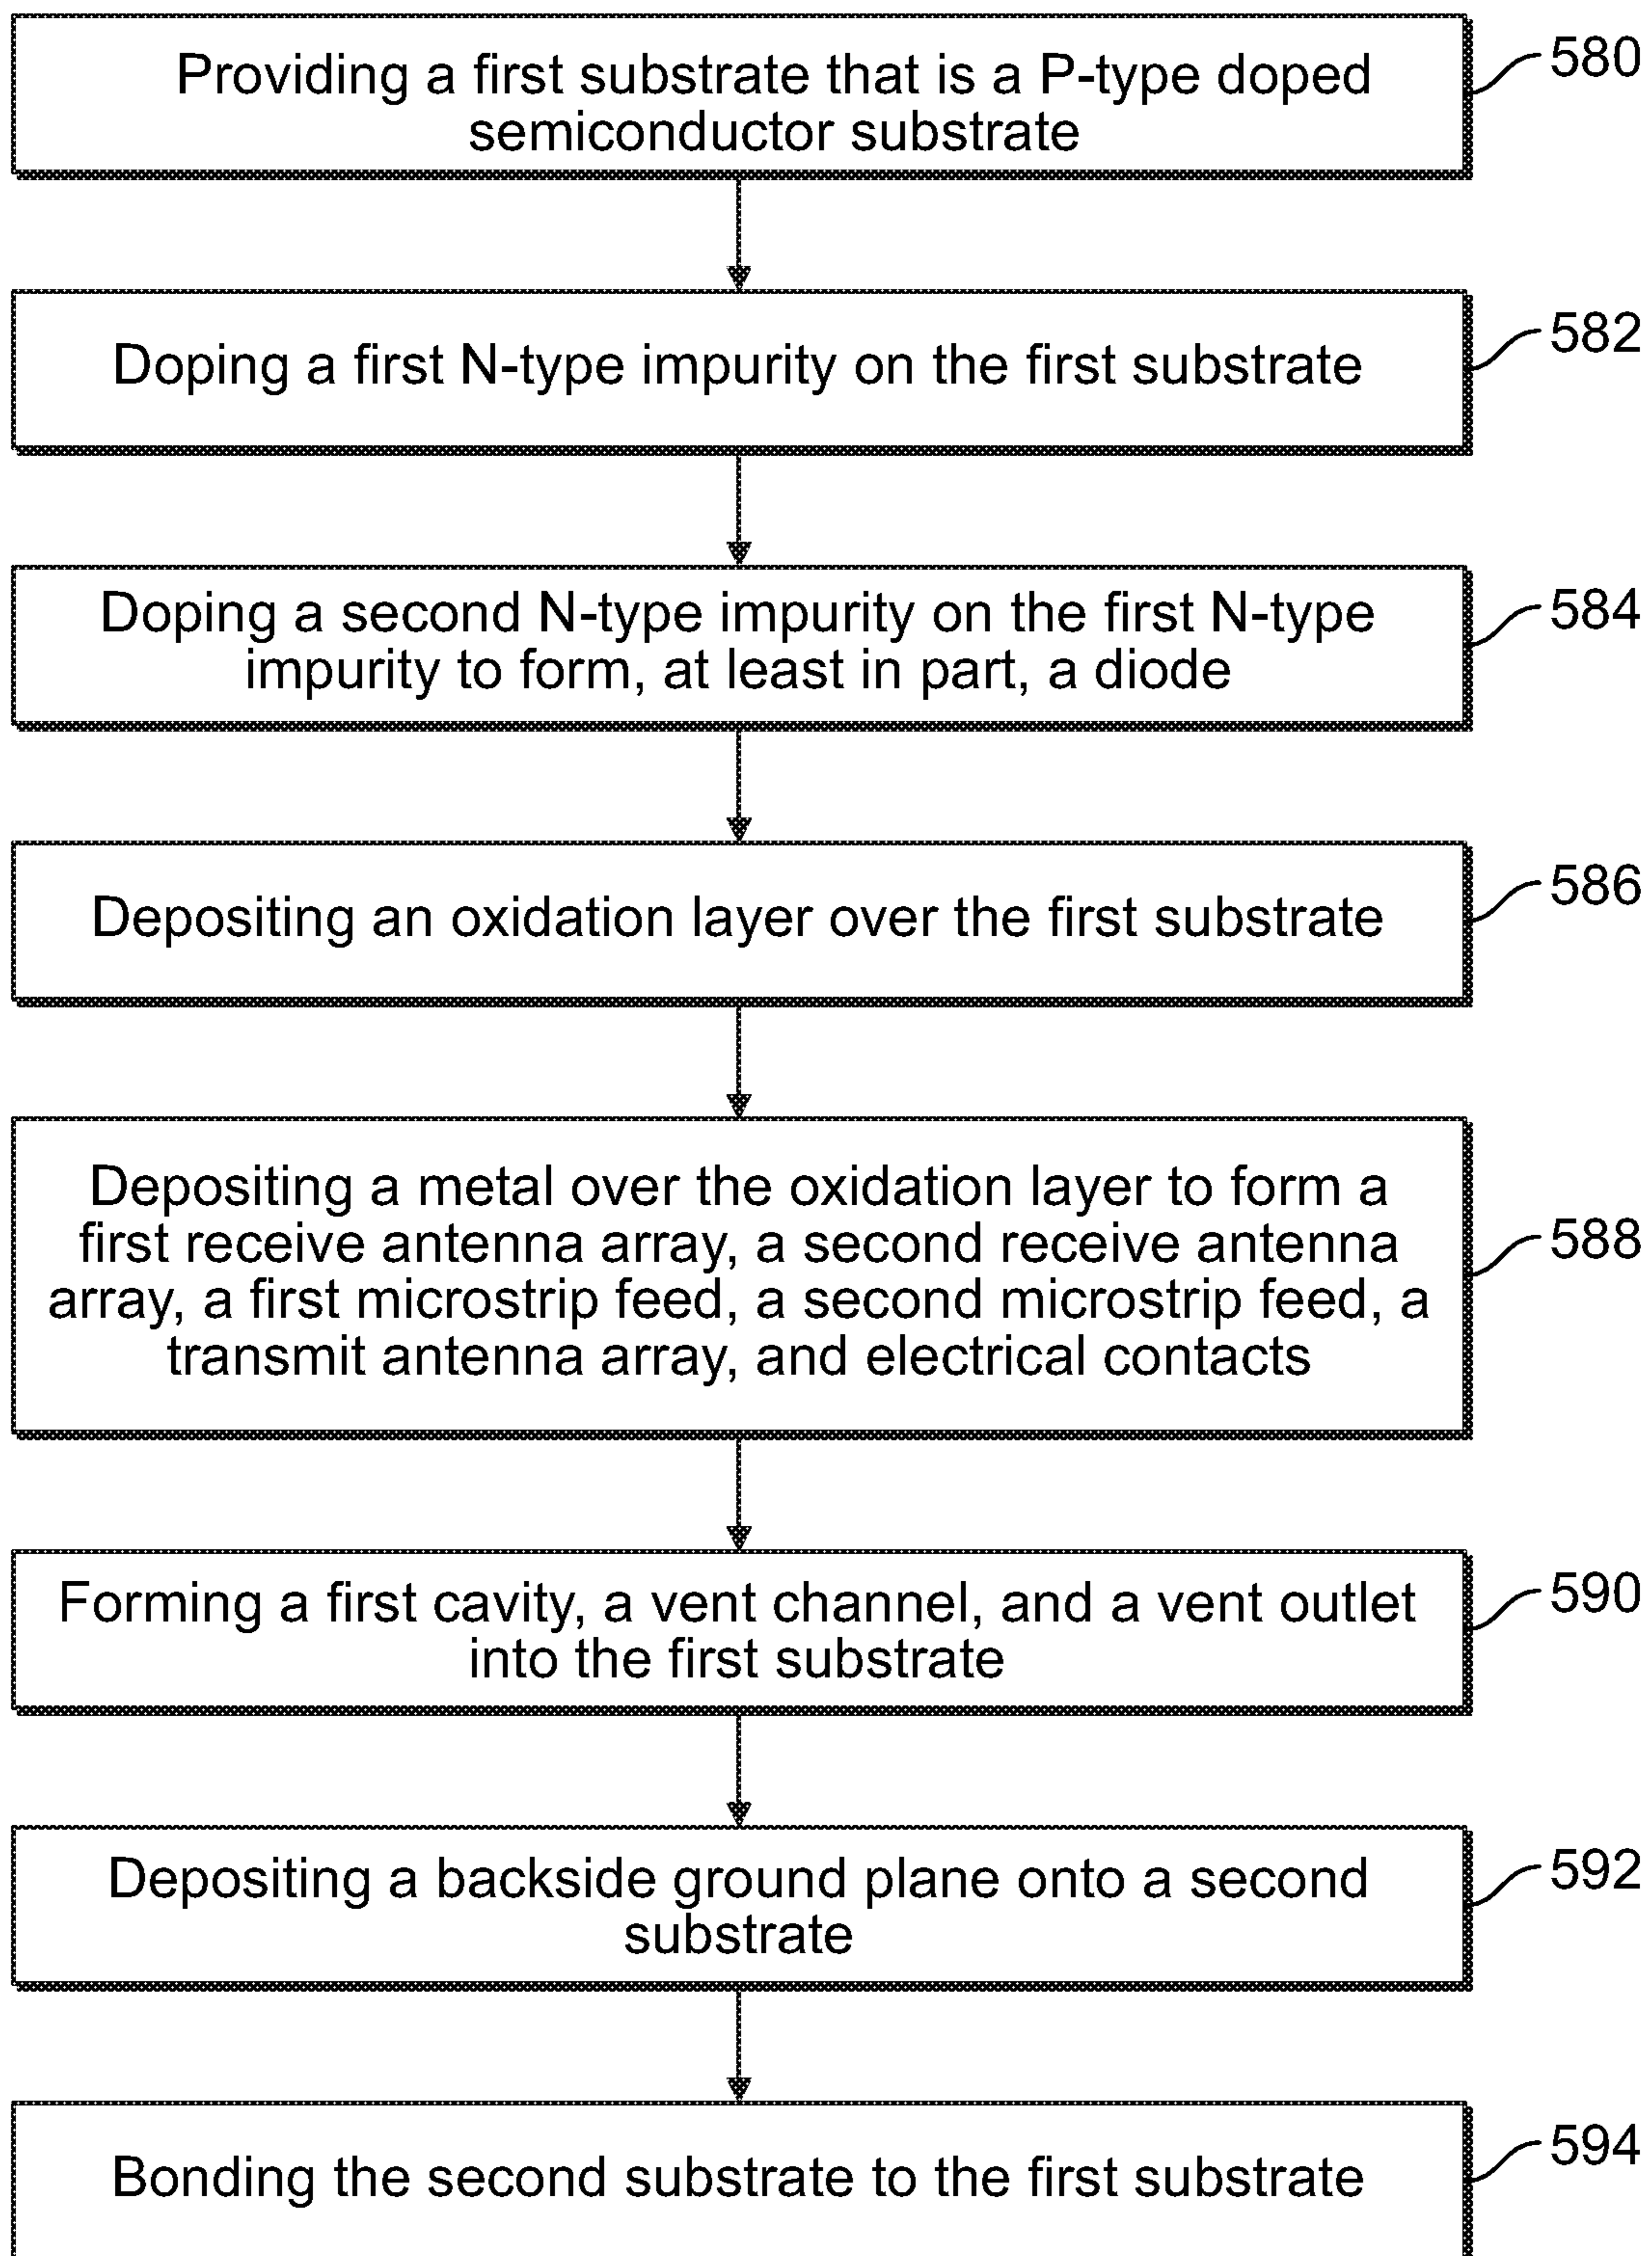 Providing a first substrate that is a P-type doped
semiconductor substrate
580
Doping a first N-type impurity on the first substrate
582
Doping a second N-type impurity on the first N-type
impurity to form, at least in part, a diode
584
Depositing an oxidation layer over the first substrate
586
Depositing a metal over the oxidation layer to form a
first receive antenna array, a second receive antenna
array, a first microstrip feed, a second microstrip feed, a
transmit antenna array, and electrical contacts
588
Forming a first cavity, a vent channel, and a vent outlet
into the first substrate
590
Depositing a backside ground plane onto a second
substrate
592
Bonding the second substrate to the first substrate
594